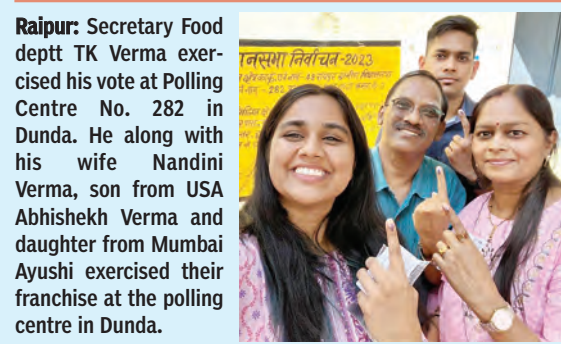 Raipur: Secretary Food
deptt TK Verma exer-
cised his vote at Polling
Centre No. 282 in
Dunda. He along with
his wife Nandini
Verma, son from USA
Abhishekh Verma and
daughter from Mumbai
Ayushi exercised their
franchise at the polling
centre in Dunda.
नसभा निर्वाचन-2023